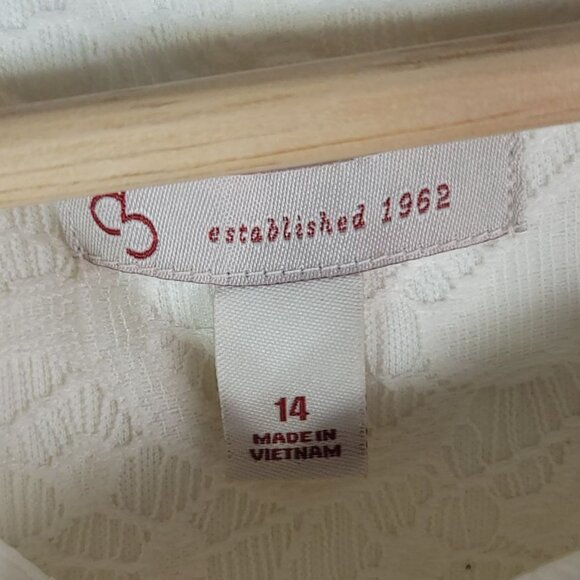 established 1962
14
MADE IN
VIETNAM